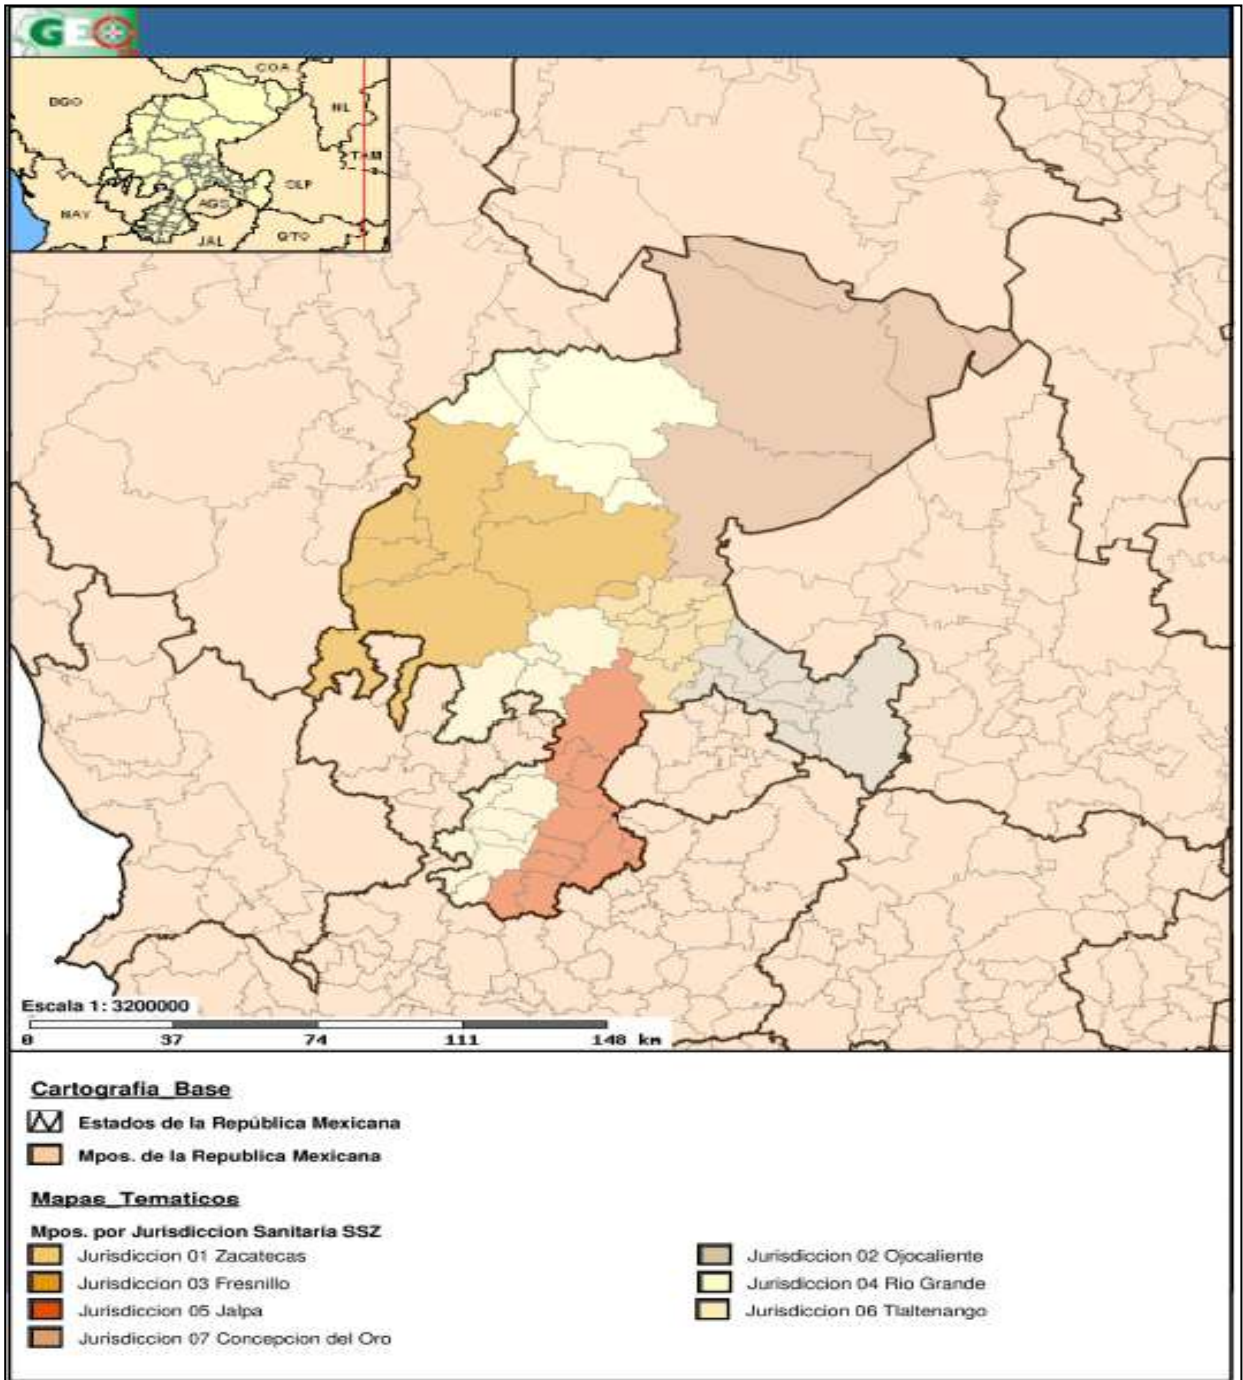 GEO
COA
DGO
NL
TAM
SLP
NAY
AGS
JAL
GTO
Escala 1: 3200000
0 37 74 111 148 km
Cartografia_Base
Estados de la República Mexicana
Mpos. de la Republica Mexicana
Mapas_Tematicos
Mpos. por Jurisdiccion Sanitaria SSZ
Jurisdiccion 01 Zacatecas
Jurisdiccion 02 Ojocaliente
Jurisdiccion 03 Fresnillo
Jurisdiccion 04 Rio Grande
Jurisdiccion 05 Jalpa
Jurisdiccion 06 Tlaltenango
Jurisdiccion 07 Concepcion del Oro